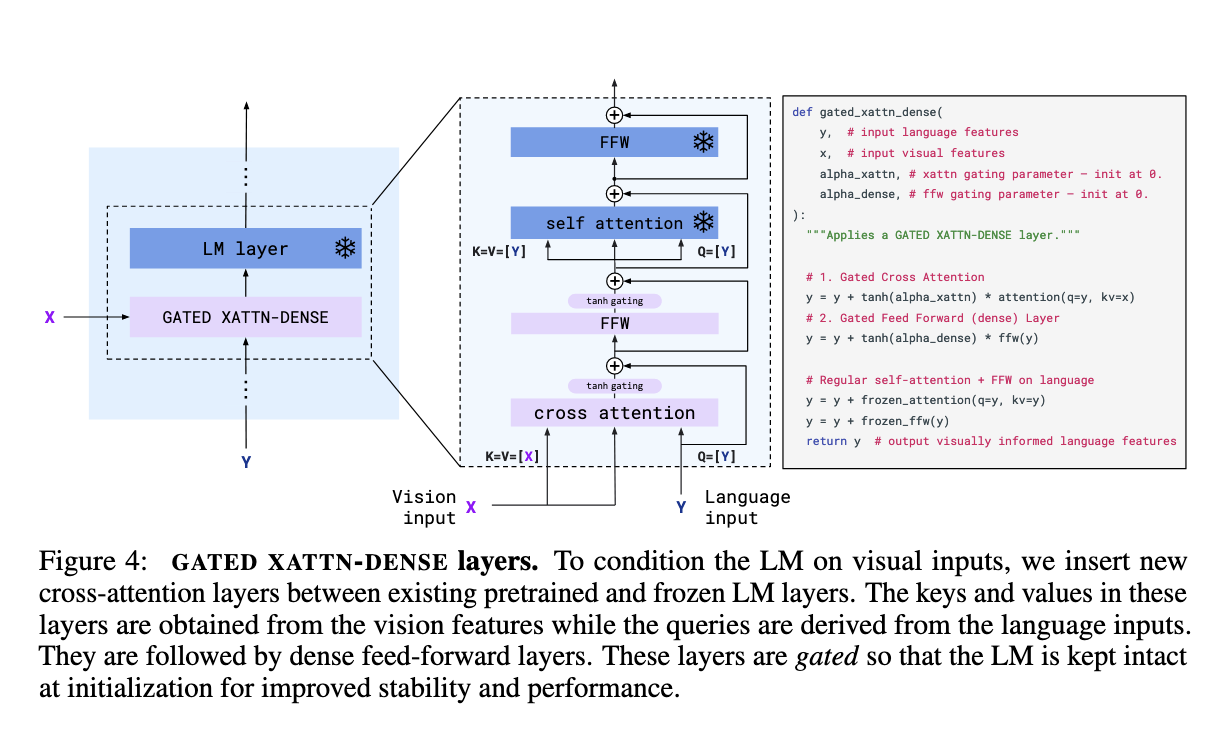 LM layer
GATED XATTN-DENSE
X
Y
FFW
self attention
K=V=[Y]
Q=[Y]
tanh gating
FFW
tanh gating
cross attention
K=V=[X]
Q=[Y]
Vision
input
X
Y
Language
input
def gated_xattn_dense(
y, # input language features
x, # input visual features
alpha_xattn, # xattn gating parameter – init at 0.
alpha_dense, # ffw gating parameter – init at 0.
):
"""Applies a GATED XATTN-DENSE layer."""
# 1. Gated Cross Attention
y = y + tanh(alpha_xattn) * attention(q=y, kv=x)
# 2. Gated Feed Forward (dense) Layer
y = y + tanh(alpha_dense) * ffw(y)
# Regular self-attention + FFW on language
y = y + frozen_attention(q=y, kv=y)
y = y + frozen_ffw(y)
return y # output visually informed language features
Figure 4: GATED XATTN-DENSE layers. To condition the LM on visual inputs, we insert new
cross-attention layers between existing pretrained and frozen LM layers. The keys and values in these
layers are obtained from the vision features while the queries are derived from the language inputs.
They are followed by dense feed-forward layers. These layers are gated so that the LM is kept intact
at initialization for improved stability and performance.